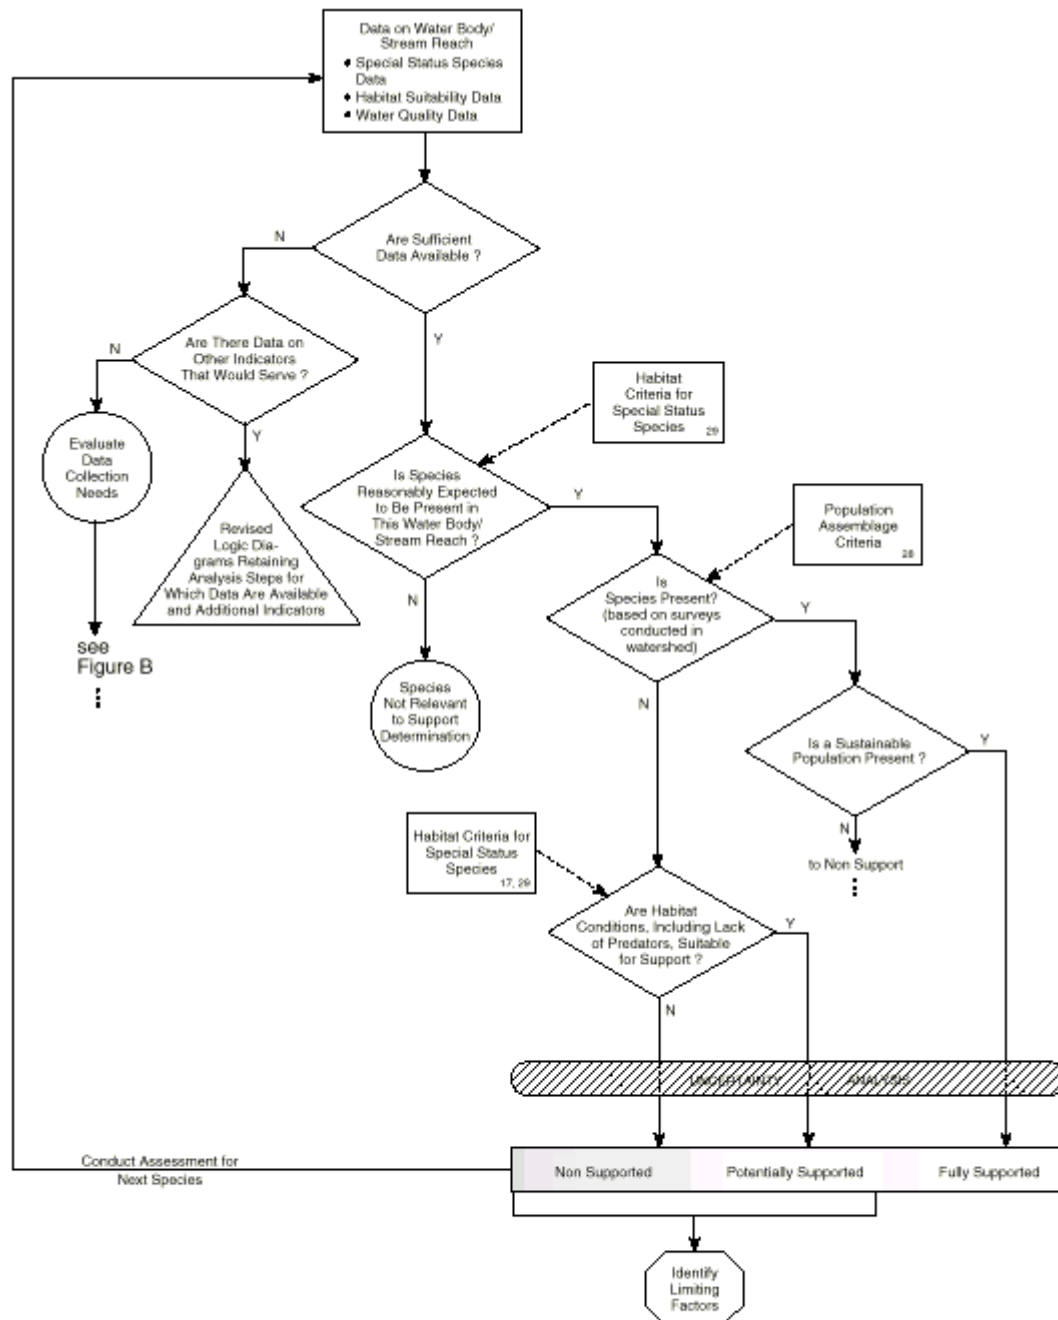 Data on Water Body/
Stream Reach
• Special Status Species
Data
• Habitat Suitability Data
• Water Quality Data
Are Sufficient
Data Available ?
N
Y
Are There Data on
Other Indicators
That Would Serve ?
N
Y
Evaluate
Data
Collection
Needs
see
Figure B
Revised
Logic Dia-
grams Retaining
Analysis Steps for
Which Data Are Available
and Additional Indicators
Habitat
Criteria for
Special Status
Species
29
Is Species
Reasonably Expected
to Be Present in
This Water Body/
Stream Reach ?
Y
N
Species
Not Relevant
to Support
Determination
Population
Assemblage
Criteria
28
Is
Species Present?
(based on surveys
conducted in
watershed)
Y
N
Is a Sustainable
Population Present ?
Y
N
to Non Support
Habitat Criteria for
Special Status
Species
17, 29
Are Habitat
Conditions, Including Lack
of Predators, Suitable
for Support ?
Y
N
UNCERTAINTY ANALYSIS
Conduct Assessment for
Next Species
Non Supported
Potentially Supported
Fully Supported
Identify
Limiting
Factors